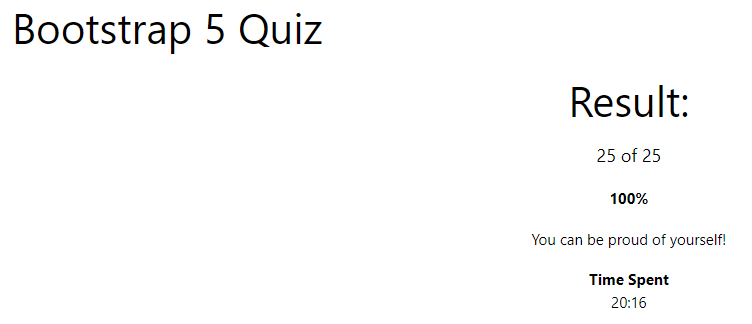 Bootstrap 5 Quiz
Result:
25 of 25
100%
You can be proud of yourself!
Time Spent
20:16